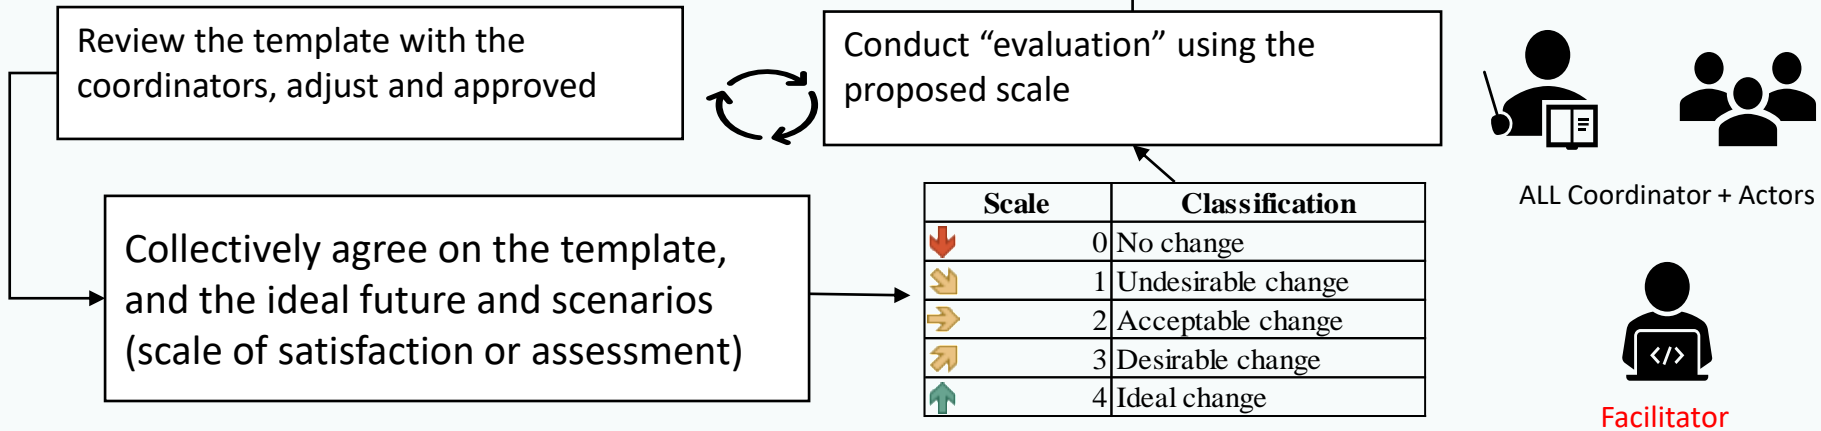 Review the template with the
coordinators, adjust and approved
Conduct “evaluation” using the
proposed scale
ALL Coordinator + Actors
Collectively agree on the template,
and the ideal future and scenarios
(scale of satisfaction or assessment)
Scale Classification
0 No change
1 Undesirable change
2 Acceptable change
3 Desirable change
4 Ideal change
</>
Facilitator